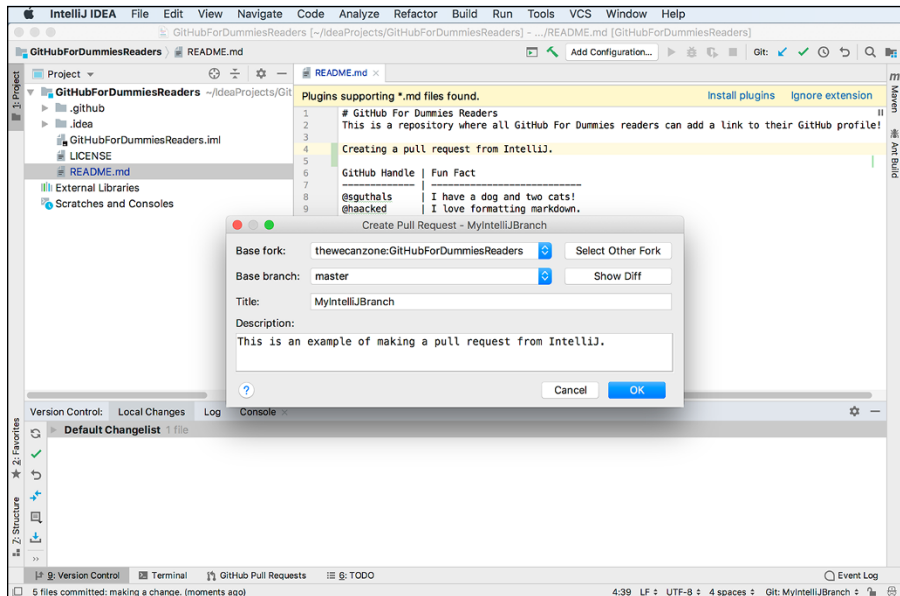 IntelliJ IDEA File Edit View Navigate Code Analyze Refactor Build Run Tools VCS Window Help
GitHubForDummiesReaders [~/IdeaProjects/GitHubForDummiesReaders] - .../README.md [GitHubForDummiesReaders]
GitHubForDummiesReaders README.md Add Configuration... Git:
1: Project
Project
README.md
GitHubForDummiesReaders ~/IdeaProjects/Git
.github
.idea
GitHubForDummiesReaders.iml
LICENSE
README.md
External Libraries
Scratches and Consoles
Plugins supporting *.md files found. Install plugins Ignore extension
1 # GitHub For Dummies Readers
2 This is a repository where all GitHub For Dummies readers can add a link to their GitHub profile!
3
4 Creating a pull request from IntelliJ.
5
6 GitHub Handle | Fun Fact
7 ------------- | ---------------------------
8 @sguthals | I have a dog and two cats!
9 @haacked | I love formatting markdown.
m
Maven
Ant Build
Create Pull Request - MyIntelliJBranch
Base fork: thewecanzone:GitHubForDummiesReaders Select Other Fork
Base branch: master Show Diff
Title: MyIntelliJBranch
Description:
This is an example of making a pull request from IntelliJ.
? Cancel OK
Version Control: Local Changes Log Console
Default Changelist 1 file
2: Favorites
7: Structure
9: Version Control Terminal GitHub Pull Requests 6: TODO Event Log
5 files committed: making a change. (moments ago) 4:39 LF UTF-8 4 spaces Git: MyIntelliJBranch